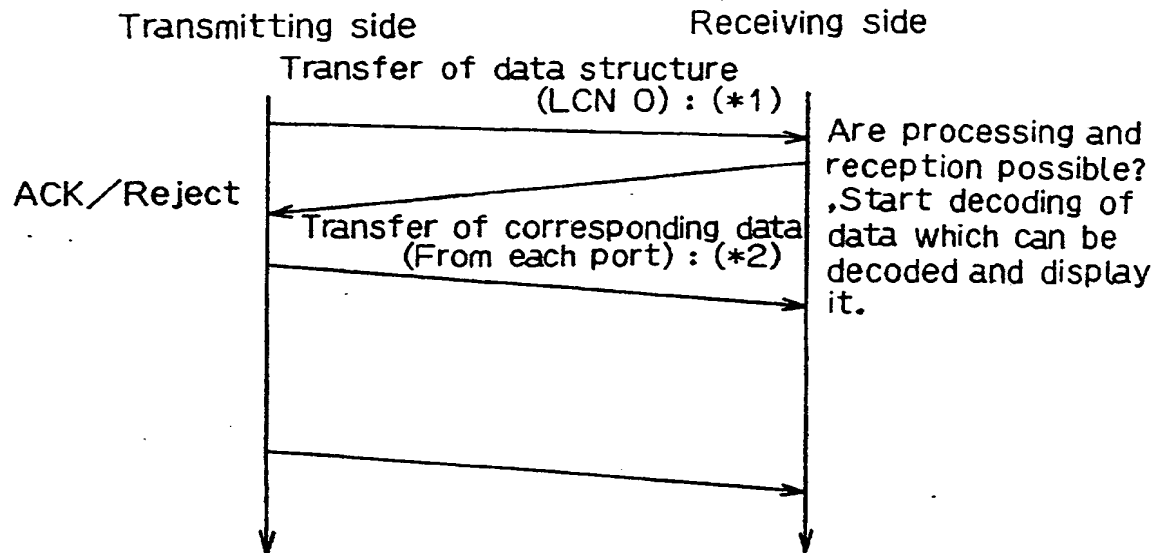 Transmitting side
Receiving side
Transfer of data structure
(LCN 0) : (*1)
Are processing and
reception possible?
,Start decoding of
data which can be
decoded and display
it.
ACK/Reject
Transfer of corresponding data
(From each port) : (*2)